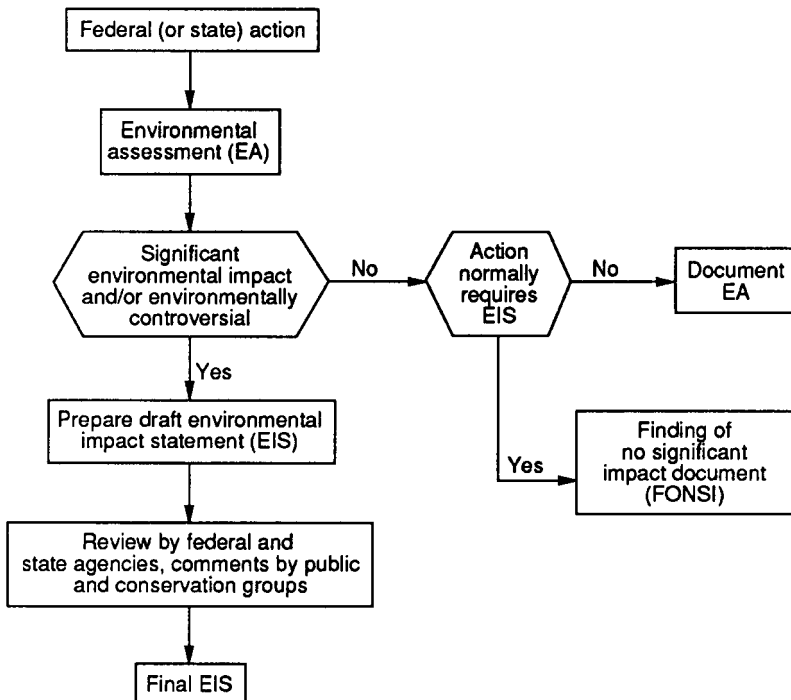 Federal (or state) action
Environmental
assessment (EA)
Significant
environmental impact
and/or environmentally
controversial
No
Action
normally
requires
EIS
No
Document
EA
Yes
Prepare draft environmental
impact statement (EIS)
Yes
Finding of
no significant
impact document
(FONSI)
Review by federal and
state agencies, comments by public
and conservation groups
Final EIS